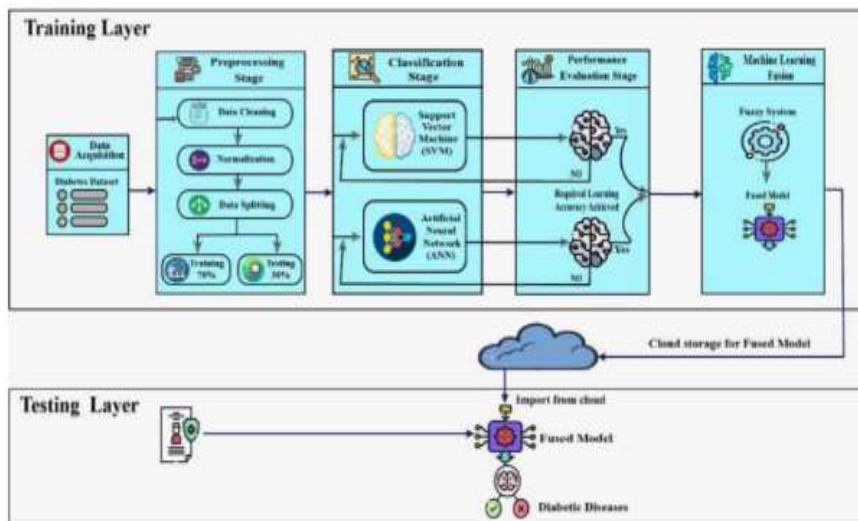 Training Layer
Data
Acquisition
Diabetes Dataset
Preprocessing
Stage
Data Cleaning
Normalization
Data Splitting
Training
70%
Testing
30%
Classification
Stage
Support
Vector
Machine
(SVM)
Artificial
Neural
Network
(ANN)
Performance
Evaluation Stage
Yes
NO
Required Learning
Accuracy Achieved
Yes
NO
Machine Learning
Fusion
Fuzzy System
Fused Model
Cloud storage for Fused Model
Testing Layer
Import from cloud
Fused Model
Diabetic Diseases